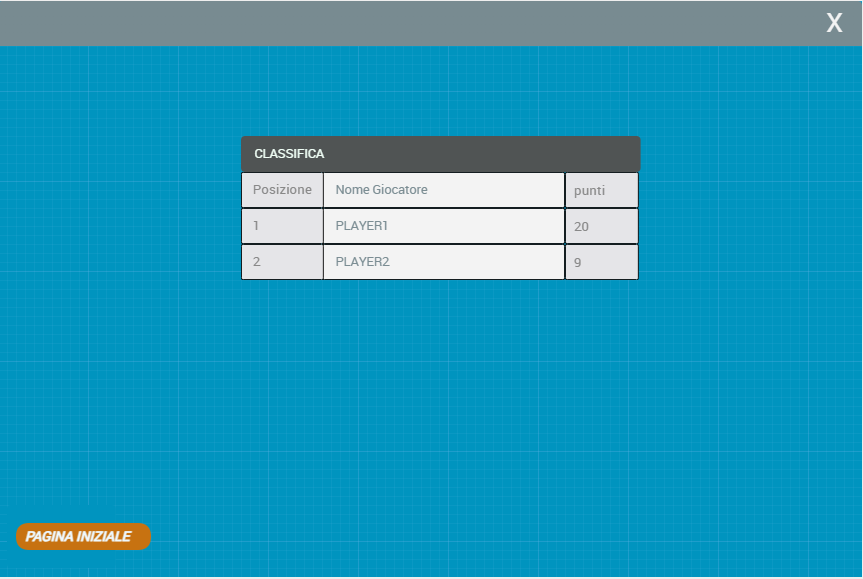 X
CLASSIFICA
Posizione Nome Giocatore punti
1 PLAYER1 20
2 PLAYER2 9
PAGINA INIZIALE